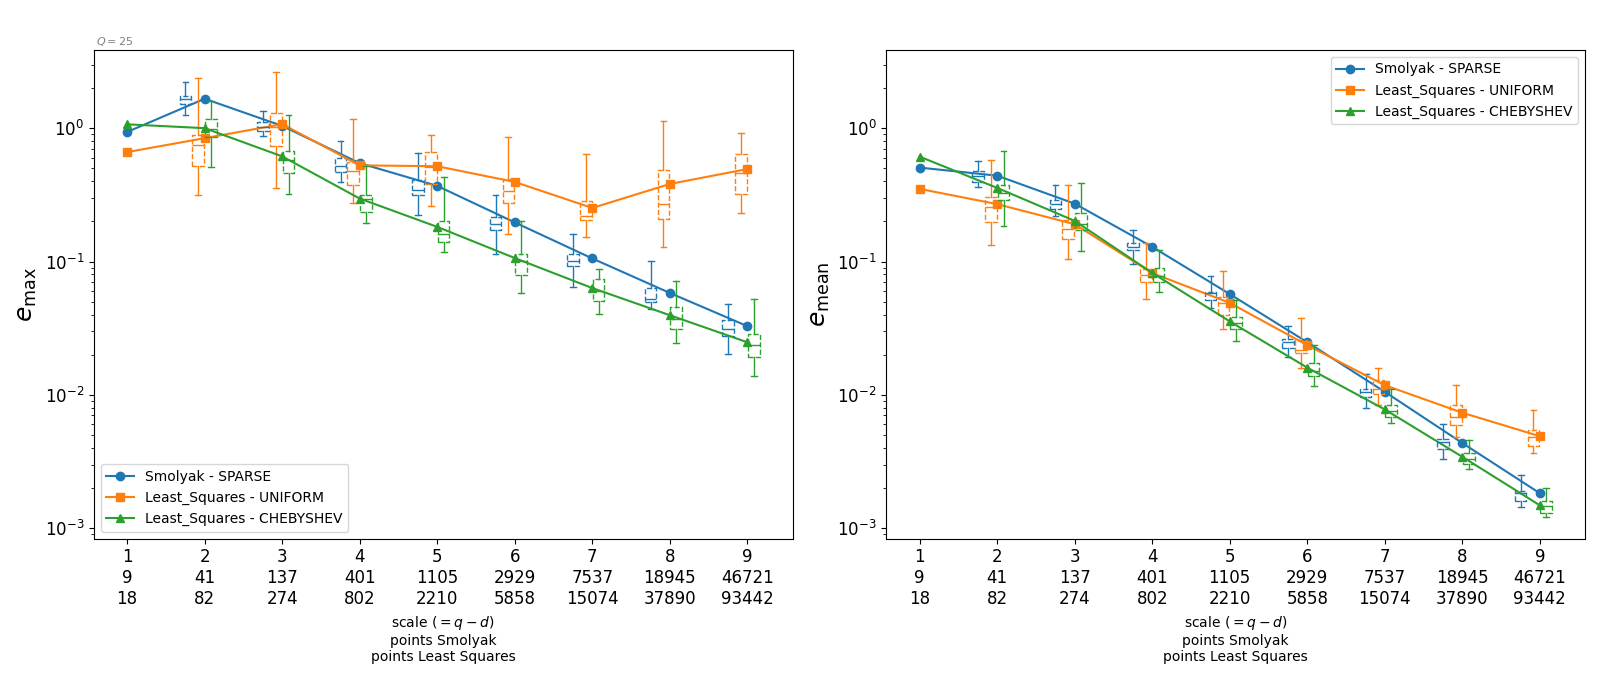 Q = 25
10^0
10^-1
10^-2
10^-3
e_max
Smolyak - SPARSE
Least_Squares - UNIFORM
Least_Squares - CHEBYSHEV
1 2 3 4 5 6 7 8 9
9 41 137 401 1105 2929 7537 18945 46721
18 82 274 802 2210 5858 15074 37890 93442
scale (= q − d)
points Smolyak
points Least Squares
10^0
10^-1
10^-2
10^-3
e_mean
Smolyak - SPARSE
Least_Squares - UNIFORM
Least_Squares - CHEBYSHEV
1 2 3 4 5 6 7 8 9
9 41 137 401 1105 2929 7537 18945 46721
18 82 274 802 2210 5858 15074 37890 93442
scale (= q − d)
points Smolyak
points Least Squares